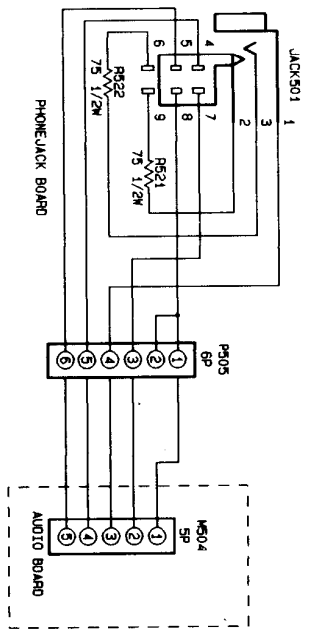 JACK501
1
3
2
4
5
6
7
8
9
R522
75 1/2W
R521
75 1/2W
PHONEJACK BOARD
P505
6P
1
2
3
4
5
6
M504
5P
1
2
3
4
5
AUDIO BOARD